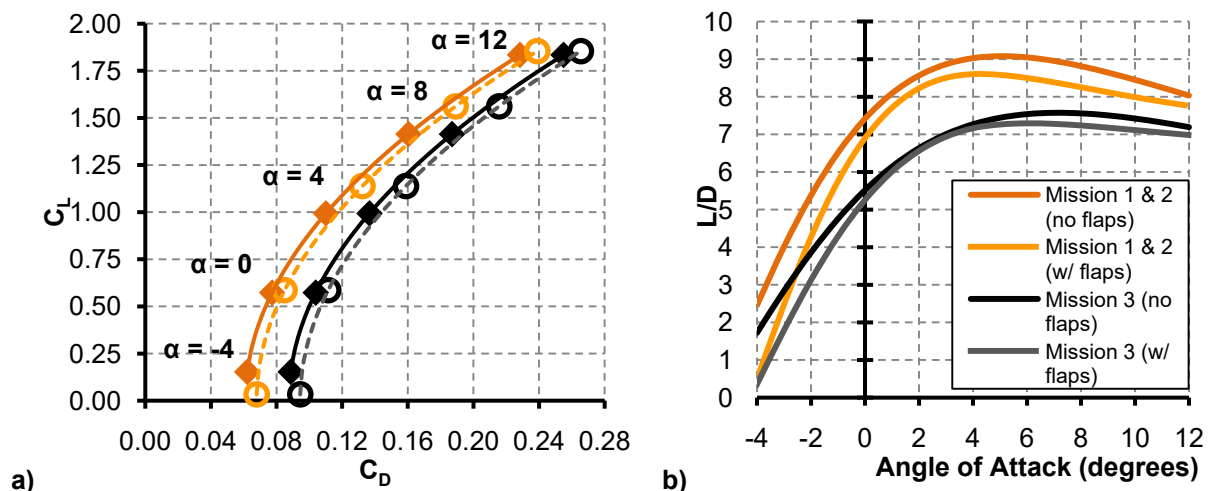 2.00
1.75
1.50
1.25
1.00
0.75
0.50
0.25
0.00
C_L
α = 12
α = 8
α = 4
α = 0
α = -4
0.00 0.04 0.08 0.12 0.16 0.20 0.24 0.28
C_D
a)
10
9
8
7
6
5
4
3
2
1
0
L/D
Mission 1 & 2
(no flaps)
Mission 1 & 2
(w/ flaps)
Mission 3 (no
flaps)
Mission 3 (w/
flaps)
-4 -2 0 2 4 6 8 10 12
Angle of Attack (degrees)
b)